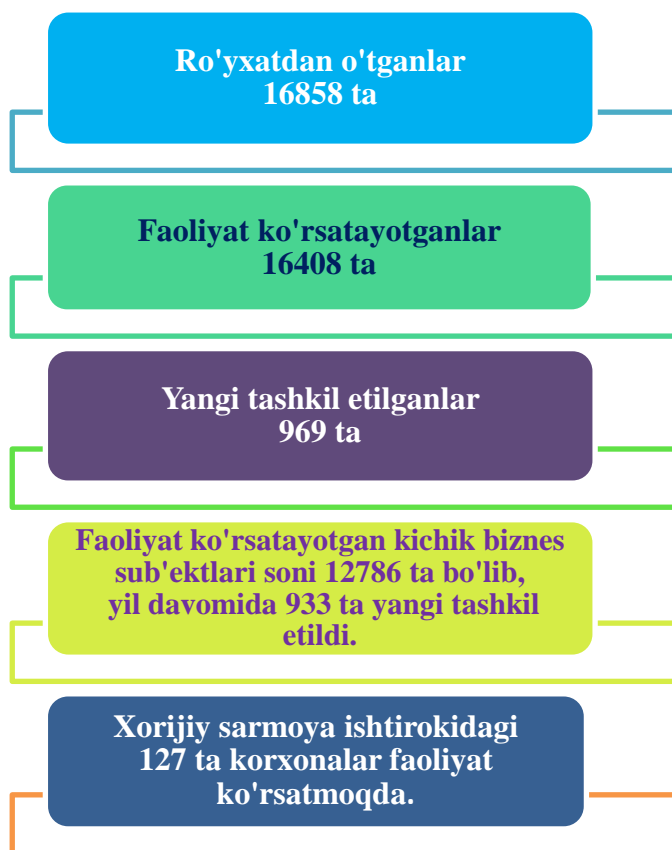 Ro'yxatdan o'tganlar
16858 ta
Faoliyat ko'rsatayotganlar
16408 ta
Yangi tashkil etilganlar
969 ta
Faoliyat ko'rsatayotgan kichik biznes
sub'ektlari soni 12786 ta bo'lib,
yil davomida 933 ta yangi tashkil
etildi.
Xorijiy sarmoya ishtirokidagi
127 ta korxonalar faoliyat
ko'rsatmoqda.